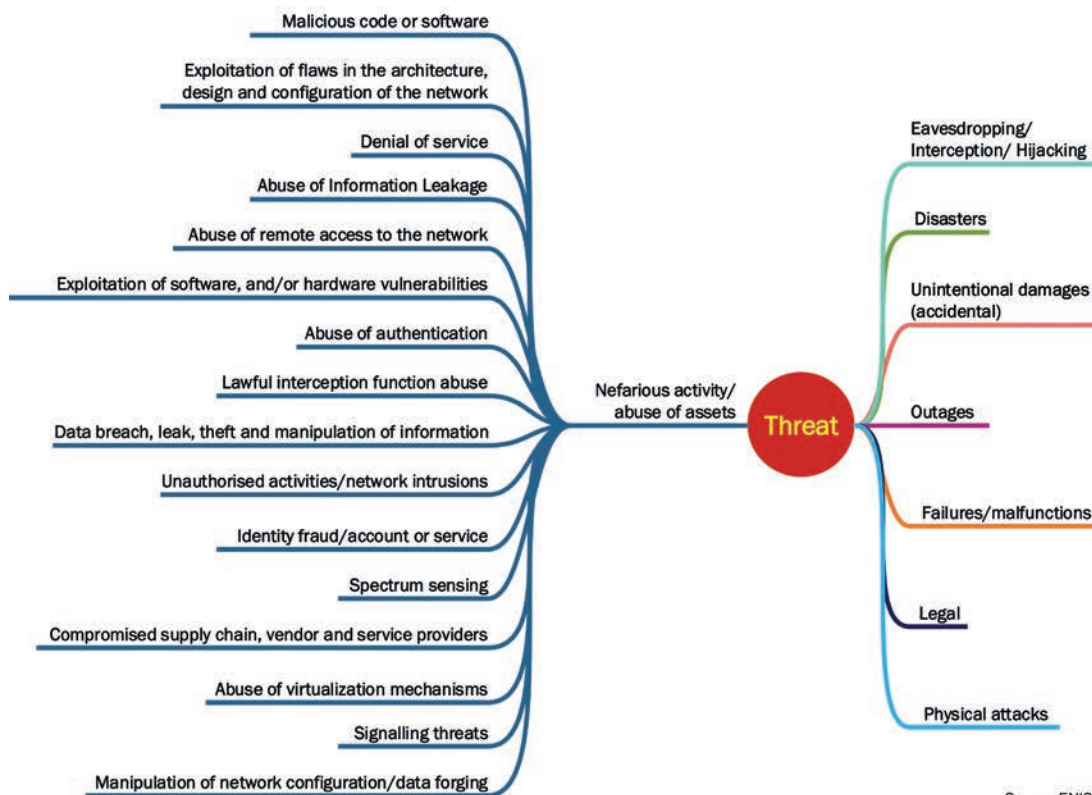 Malicious code or software
Exploitation of flaws in the architecture,
design and configuration of the network
Denial of service
Abuse of Information Leakage
Abuse of remote access to the network
Exploitation of software, and/or hardware vulnerabilities
Abuse of authentication
Lawful interception function abuse
Data breach, leak, theft and manipulation of information
Unauthorised activities/network intrusions
Identity fraud/account or service
Spectrum sensing
Compromised supply chain, vendor and service providers
Abuse of virtualization mechanisms
Signalling threats
Manipulation of network configuration/data forging
Nefarious activity/
abuse of assets
Threat
Eavesdropping/
Interception/ Hijacking
Disasters
Unintentional damages
(accidental)
Outages
Failures/malfunctions
Legal
Physical attacks